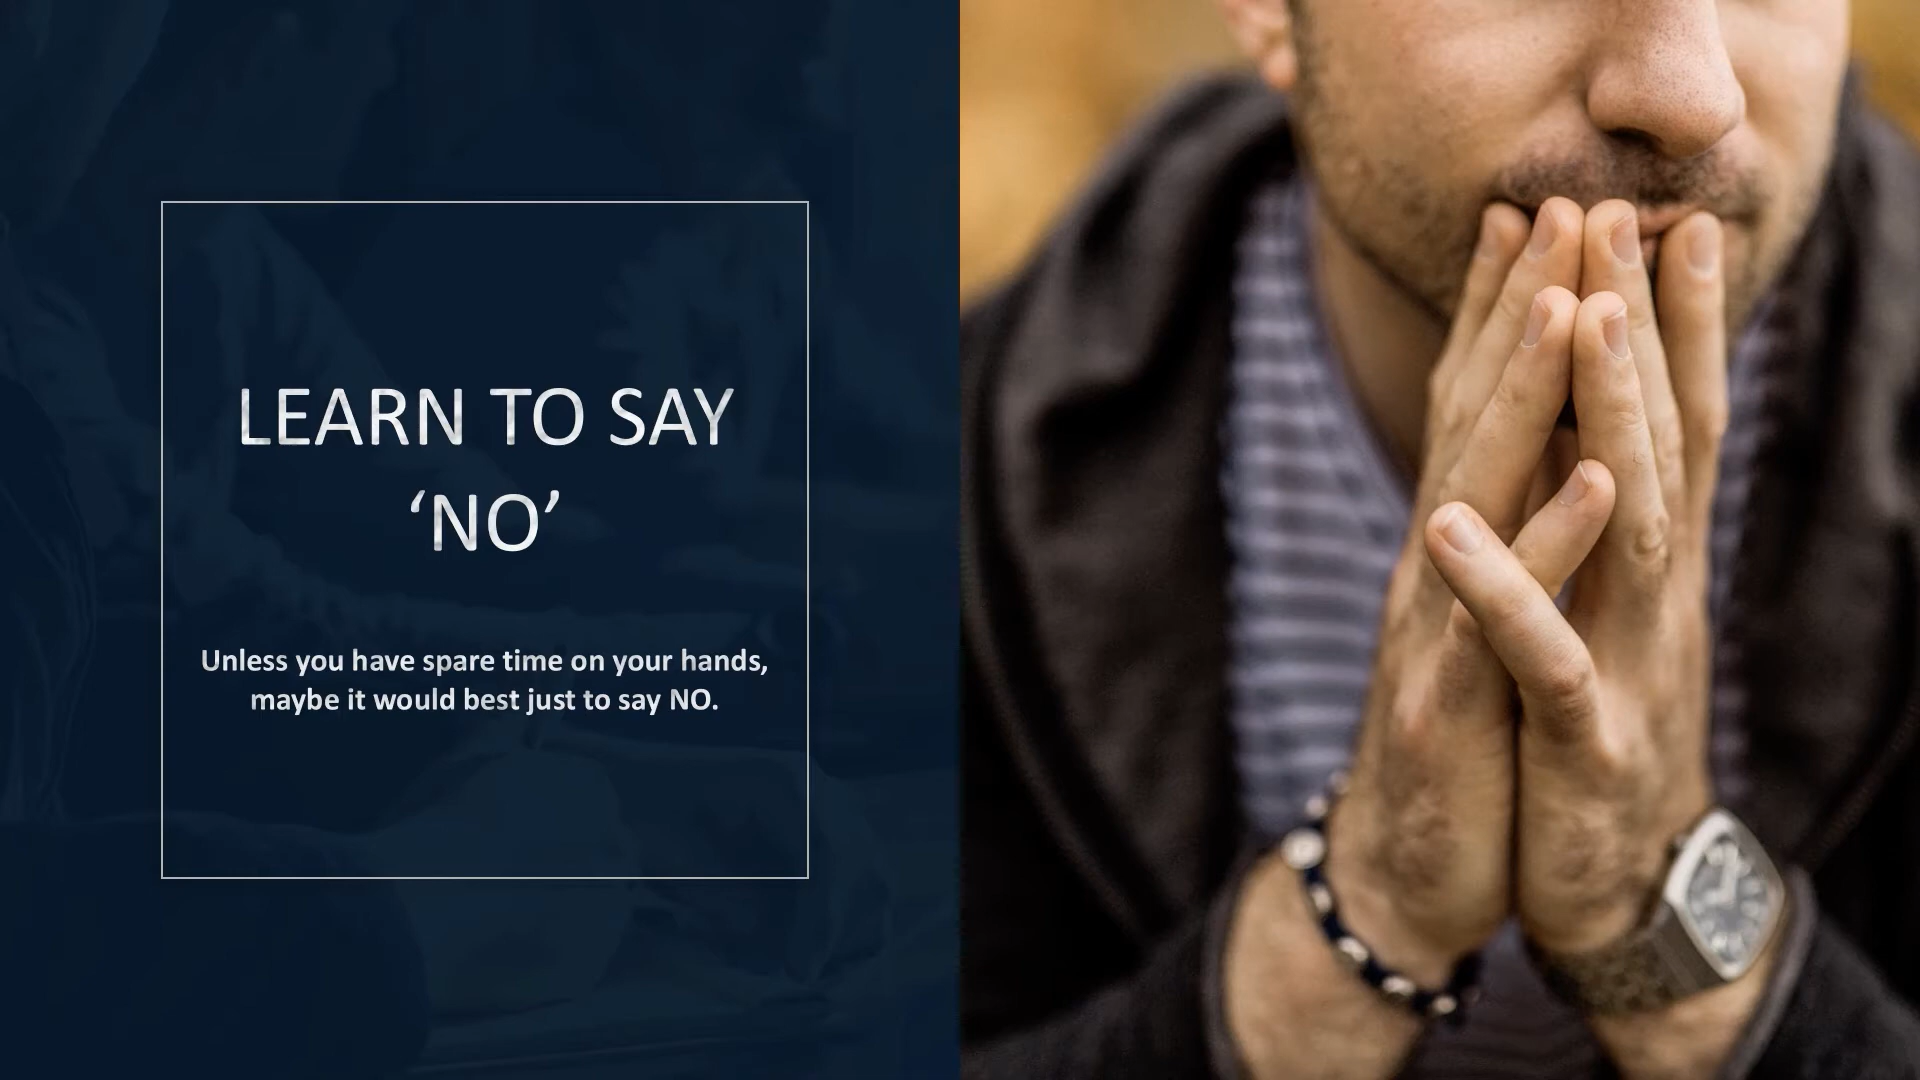 LEARN TO SAY
‘NO’
Unless you have spare time on your hands,
maybe it would best just to say NO.